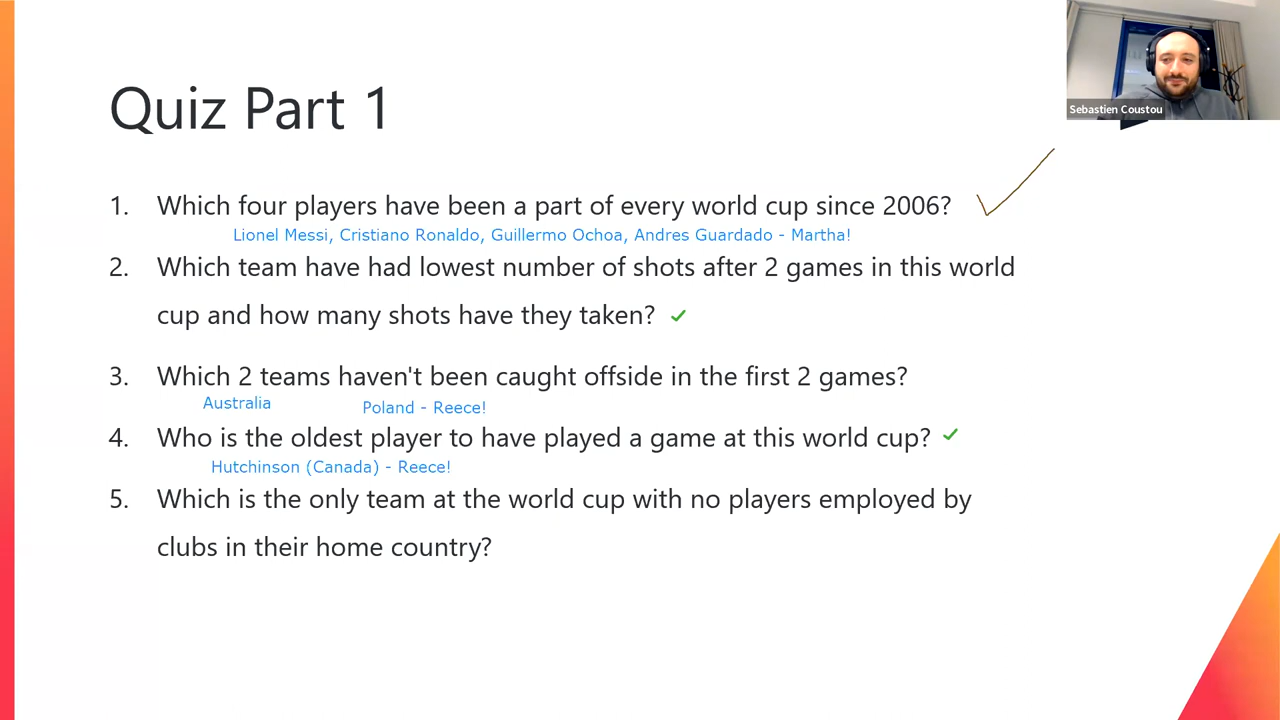 Sebastien Coustou
Quiz Part 1
1. Which four players have been a part of every world cup since 2006?
Lionel Messi, Cristiano Ronaldo, Guillermo Ochoa, Andres Guardado - Martha!
2. Which team have had lowest number of shots after 2 games in this world
cup and how many shots have they taken?
3. Which 2 teams haven't been caught offside in the first 2 games?
Australia
Poland - Reece!
4. Who is the oldest player to have played a game at this world cup?
Hutchinson (Canada) - Reece!
5. Which is the only team at the world cup with no players employed by
clubs in their home country?